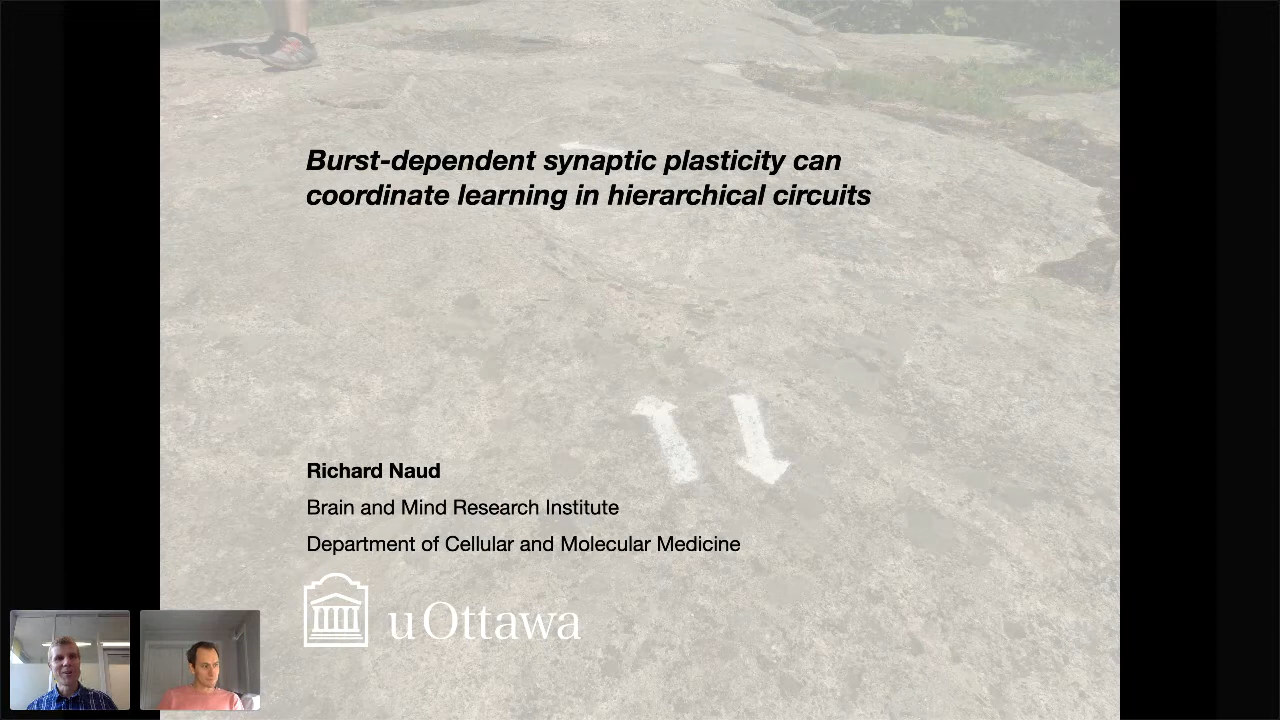 Burst-dependent synaptic plasticity can
coordinate learning in hierarchical circuits
Richard Naud
Brain and Mind Research Institute
Department of Cellular and Molecular Medicine
uOttawa